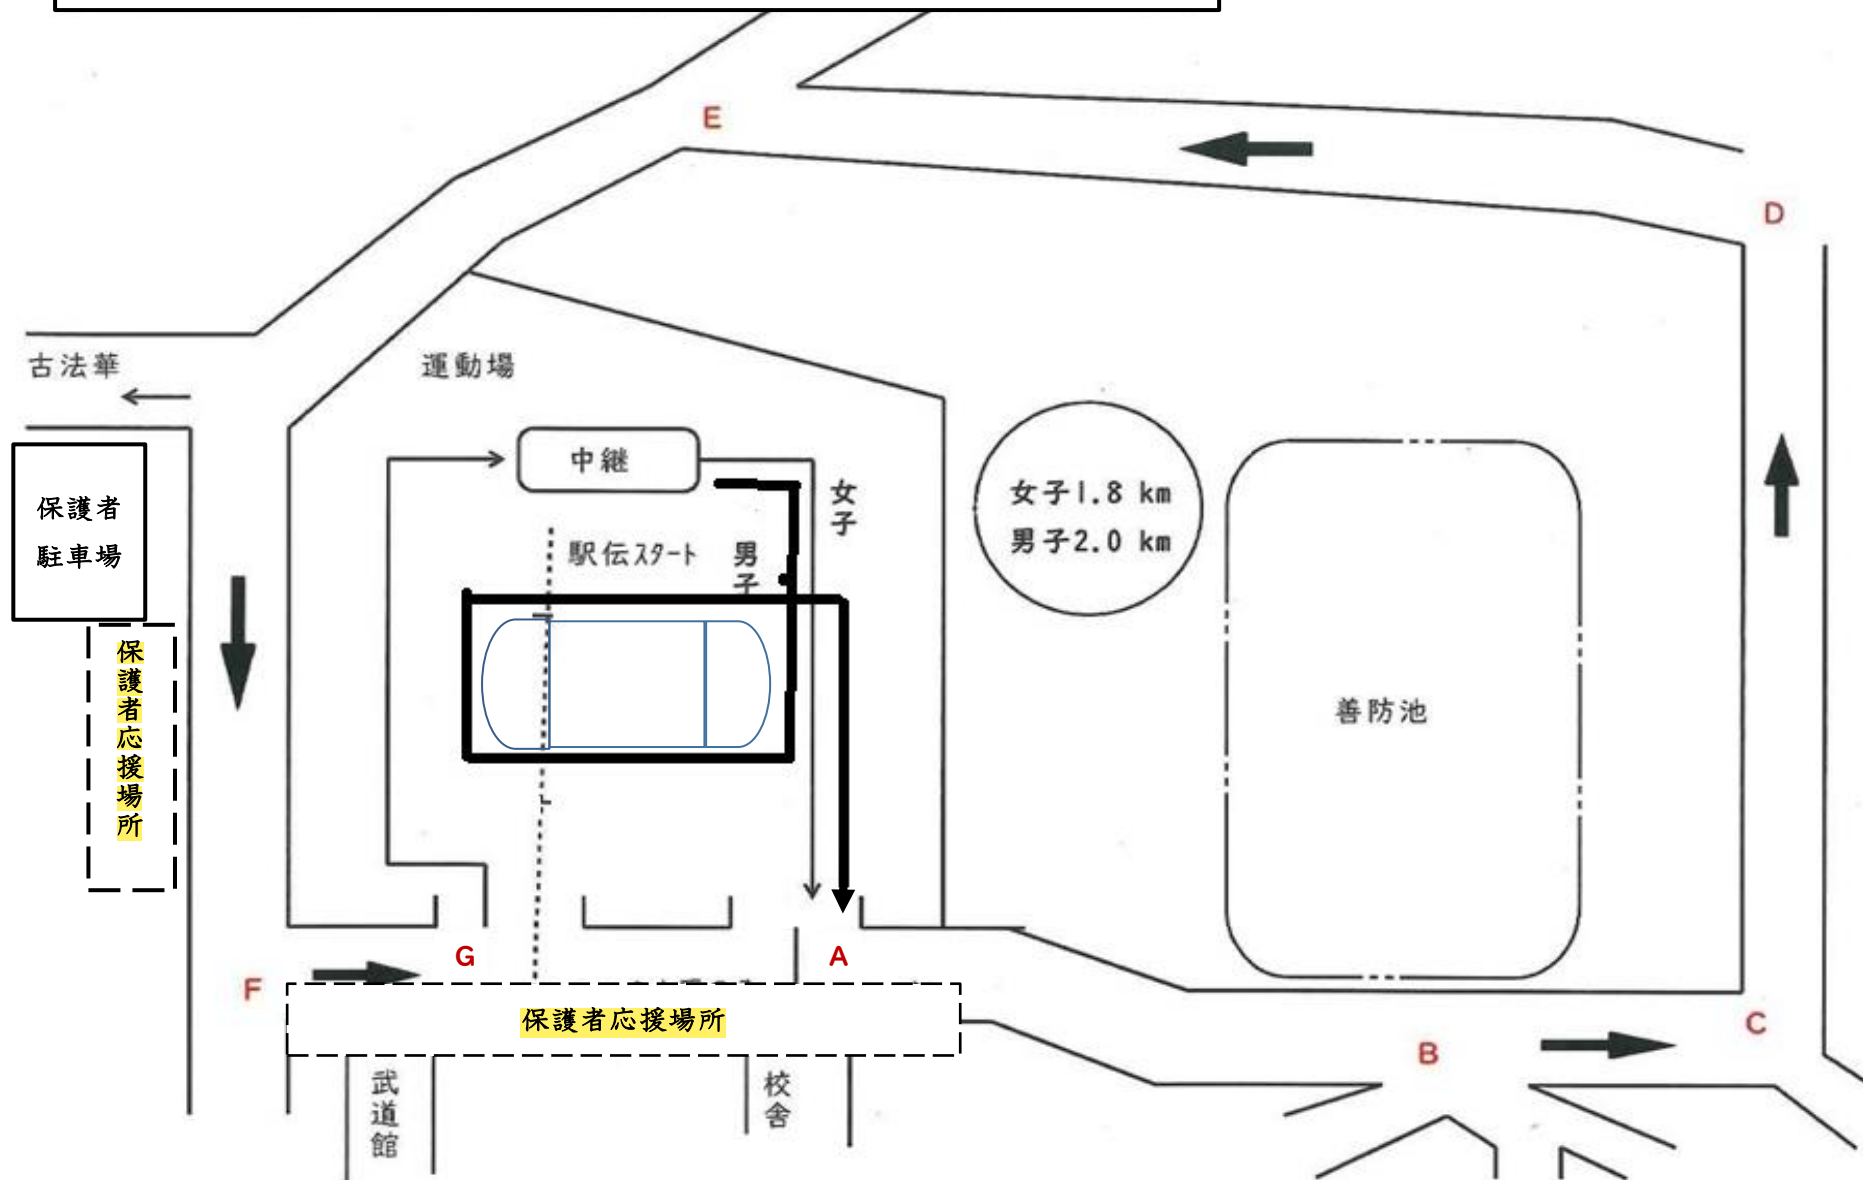 E
D
古法華
運動場
中継
女子
女子1.8 km
男子2.0 km
保護者
駐車場
駅伝スタート
男子
保護者応援場所
善防池
G
A
F
保護者応援場所
C
B
武道館
校舎